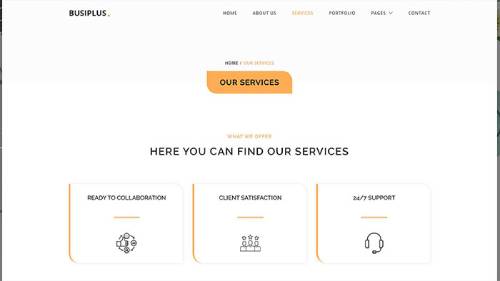 BUSIPLUS.
HOME ABOUT US SERVICES PORTFOLIO PAGES CONTACT
HOME / OUR SERVICES
OUR SERVICES
WHAT WE OFFER
HERE YOU CAN FIND OUR SERVICES
READY TO COLLABORATION CLIENT SATISFACTION 24/7 SUPPORT